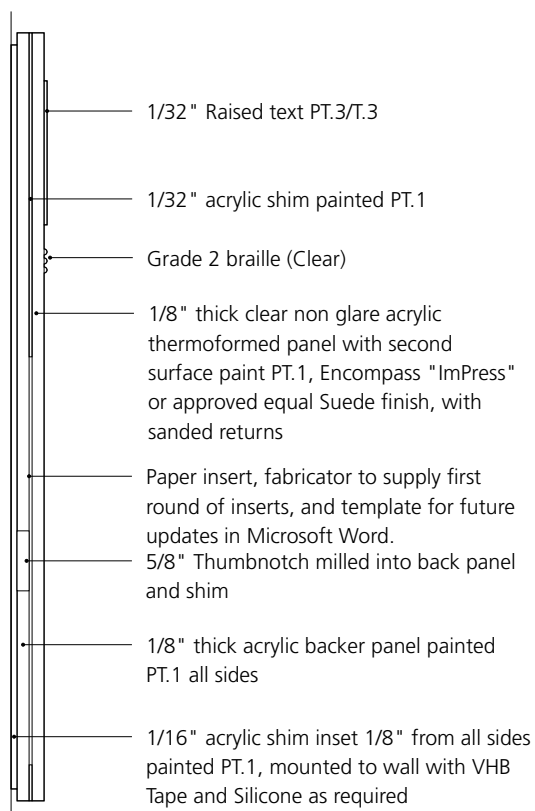 1/32" Raised text PT.3/T.3
1/32" acrylic shim painted PT.1
Grade 2 braille (Clear)
1/8" thick clear non glare acrylic
thermoformed panel with second
surface paint PT.1, Encompass "ImPress"
or approved equal Suede finish, with
sanded returns
Paper insert, fabricator to supply first
round of inserts, and template for future
updates in Microsoft Word.
5/8" Thumbnotch milled into back panel
and shim
1/8" thick acrylic backer panel painted
PT.1 all sides
1/16" acrylic shim inset 1/8" from all sides
painted PT.1, mounted to wall with VHB
Tape and Silicone as required